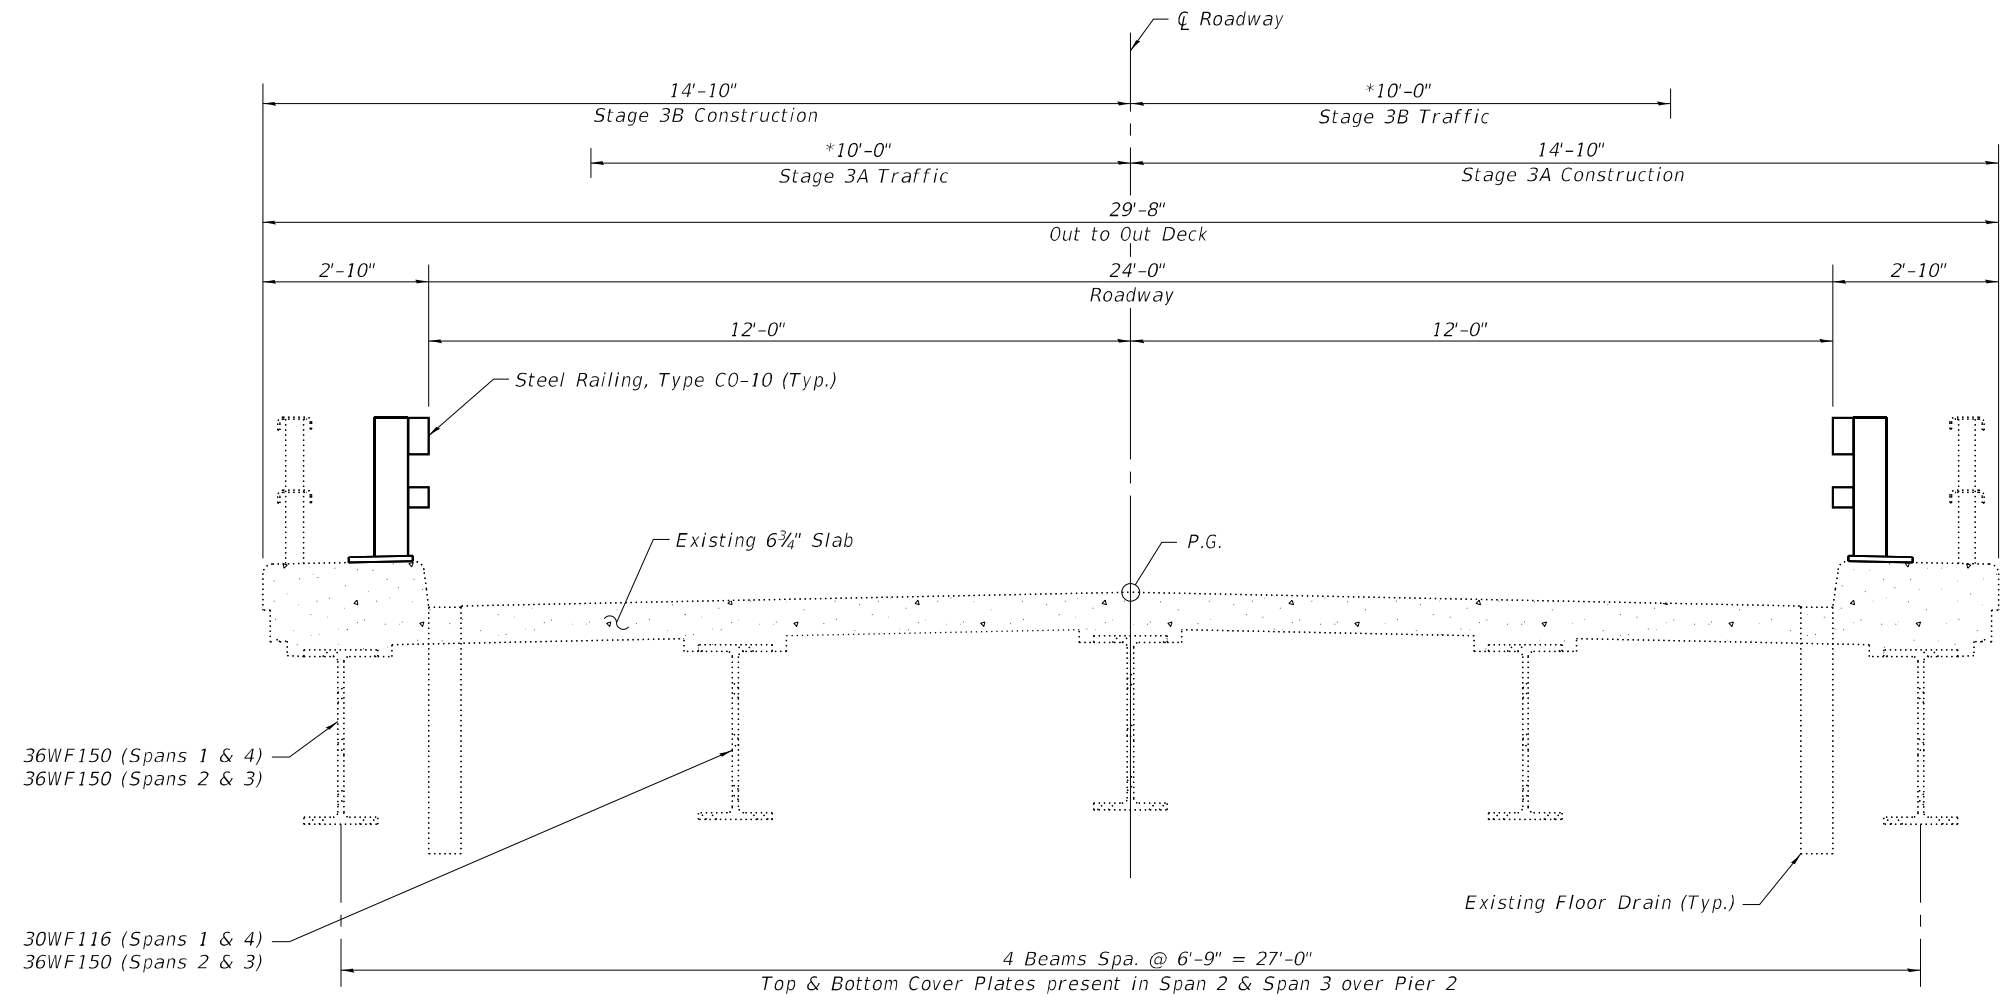 ℄ Roadway
14'-10"
*10'-0"
Stage 3B Construction
Stage 3B Traffic
*10'-0"
14'-10"
Stage 3A Traffic
Stage 3A Construction
29'-8"
Out to Out Deck
2'-10"
24'-0"
2'-10"
Roadway
12'-0"
12'-0"
Steel Railing, Type CO-10 (Typ.)
Existing 6¾" Slab
P.G.
36WF150 (Spans 1 & 4)
36WF150 (Spans 2 & 3)
Existing Floor Drain (Typ.)
30WF116 (Spans 1 & 4)
36WF150 (Spans 2 & 3)
4 Beams Spa. @ 6'-9" = 27'-0"
Top & Bottom Cover Plates present in Span 2 & Span 3 over Pier 2